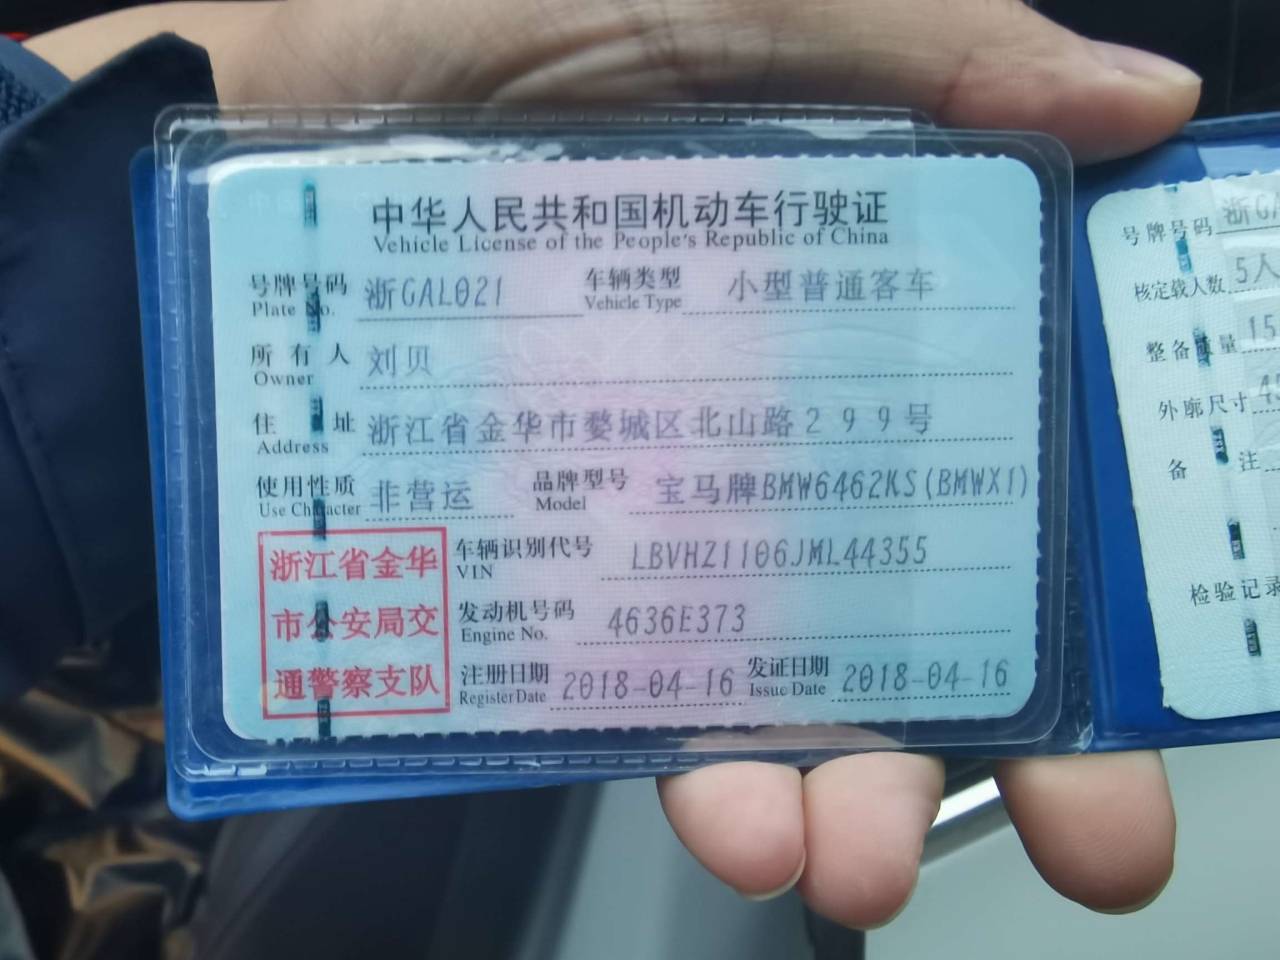 中华人民共和国机动车行驶证
Vehicle License of the People's Republic of China
号牌号码 浙GAL021 车辆类型 小型普通客车
Plate No. Vehicle Type
所有人 刘贝
Owner
住址 浙江省金华市婺城区北山路299号
Address
使用性质 非营运 品牌型号 宝马牌BMW6462KS(BMWX1)
Use Character Model
浙江省金华
市公安局交
通警察支队
车辆识别代号 LBVHZ1106JML44355
VIN
发动机号码 4636E373
Engine No.
注册日期 2018-04-16 发证日期 2018-04-16
Register Date Issue Date
号牌号码 浙GA
核定载人数 5人
整备质量 15
外廓尺寸
备注
检验记录